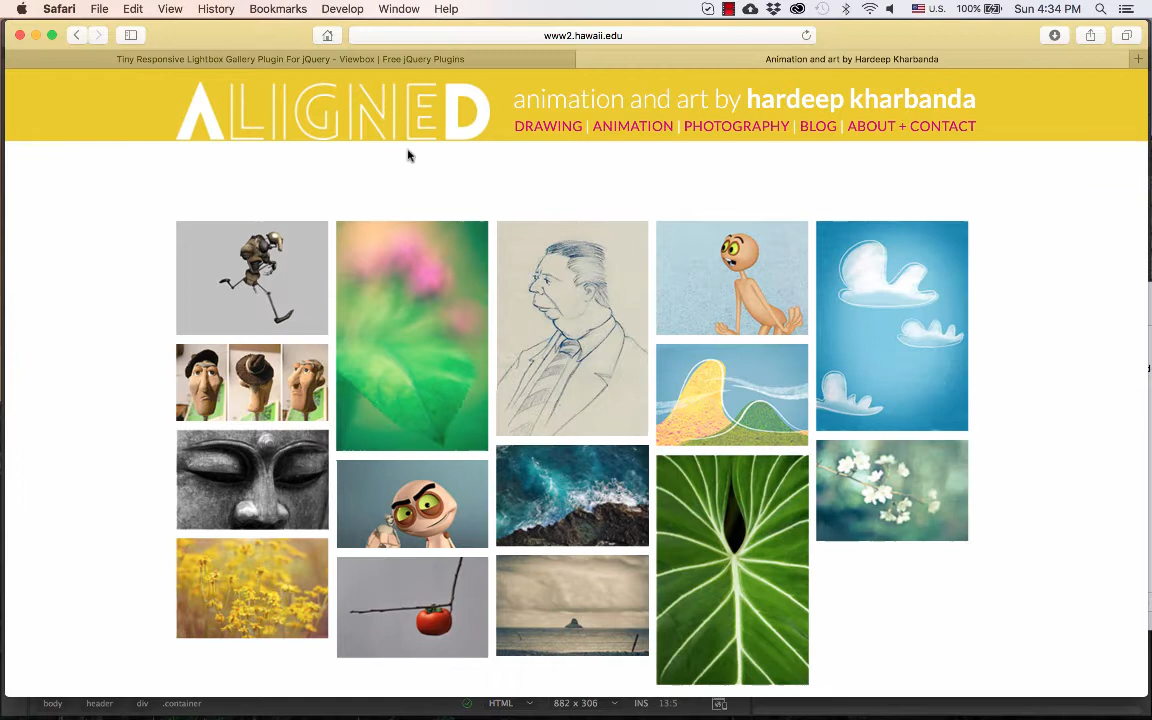 Safari File Edit View History Bookmarks Develop Window Help U.S. 100% Sun 4:34 PM
www2.hawaii.edu
Tiny Responsive Lightbox Gallery Plugin For jQuery - Viewbox | Free jQuery Plugins Animation and art by Hardeep Kharbanda
ALIGNED animation and art by hardeep kharbanda
DRAWING | ANIMATION | PHOTOGRAPHY | BLOG | ABOUT + CONTACT
body header div .container HTML 882 x 306 INS 13:5